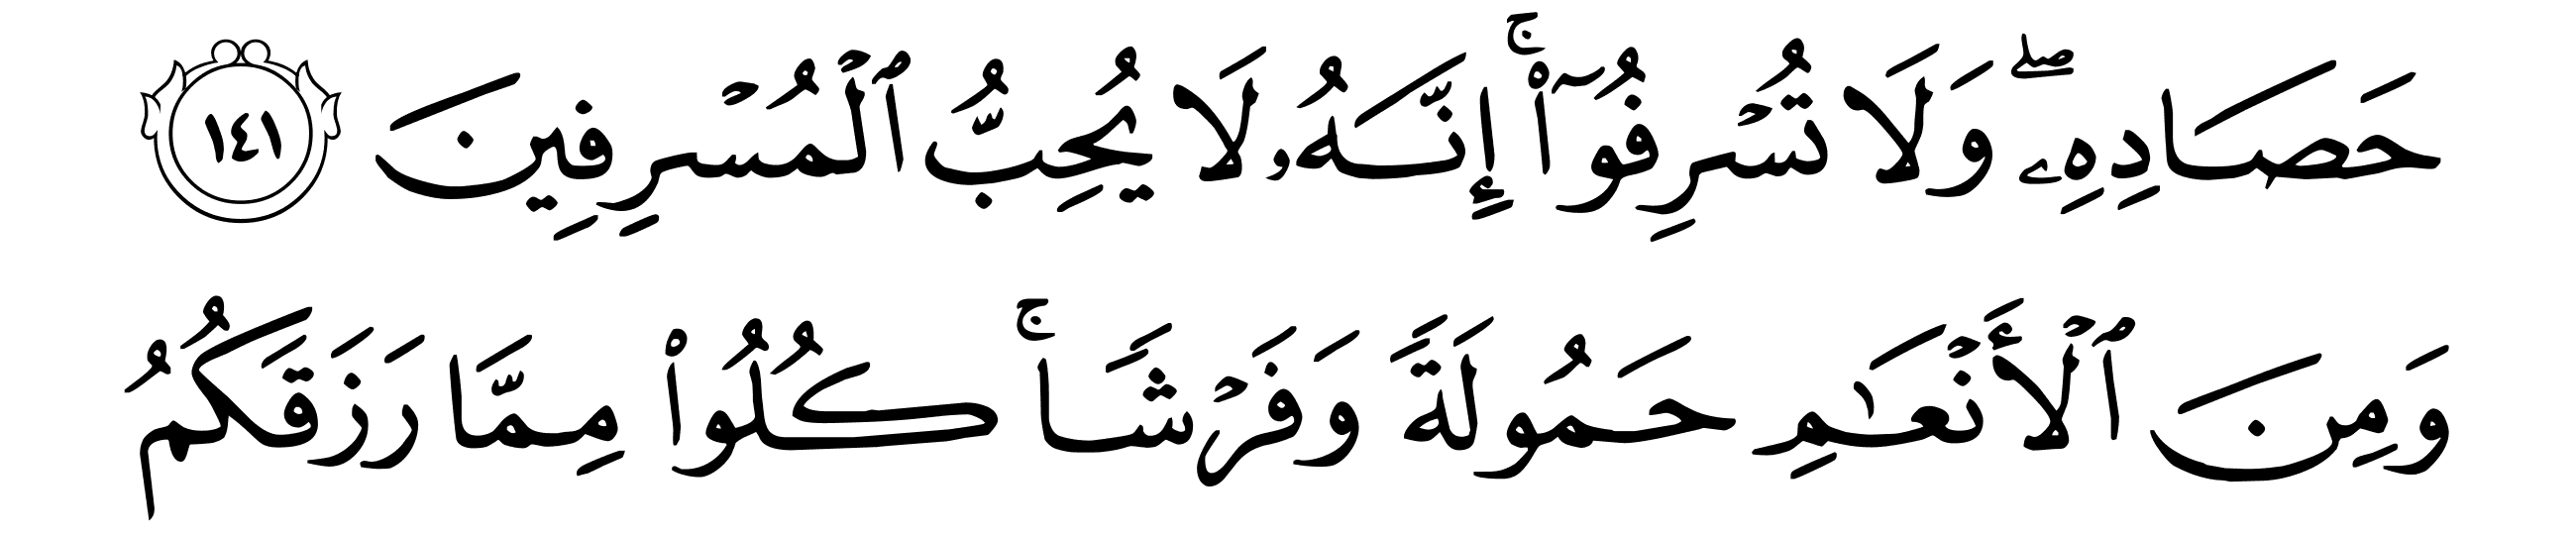 حَصَادِهِۦۖ وَلَا تُسۡرِفُوٓاْۚ إِنَّهُۥ لَا يُحِبُّ ٱلۡمُسۡرِفِينَ ١٤١
وَمِنَ ٱلۡأَنۡعَٰمِ حَمُولَةٗ وَفَرۡشٗاۚ كُلُواْ مِمَّا رَزَقَكُمُ